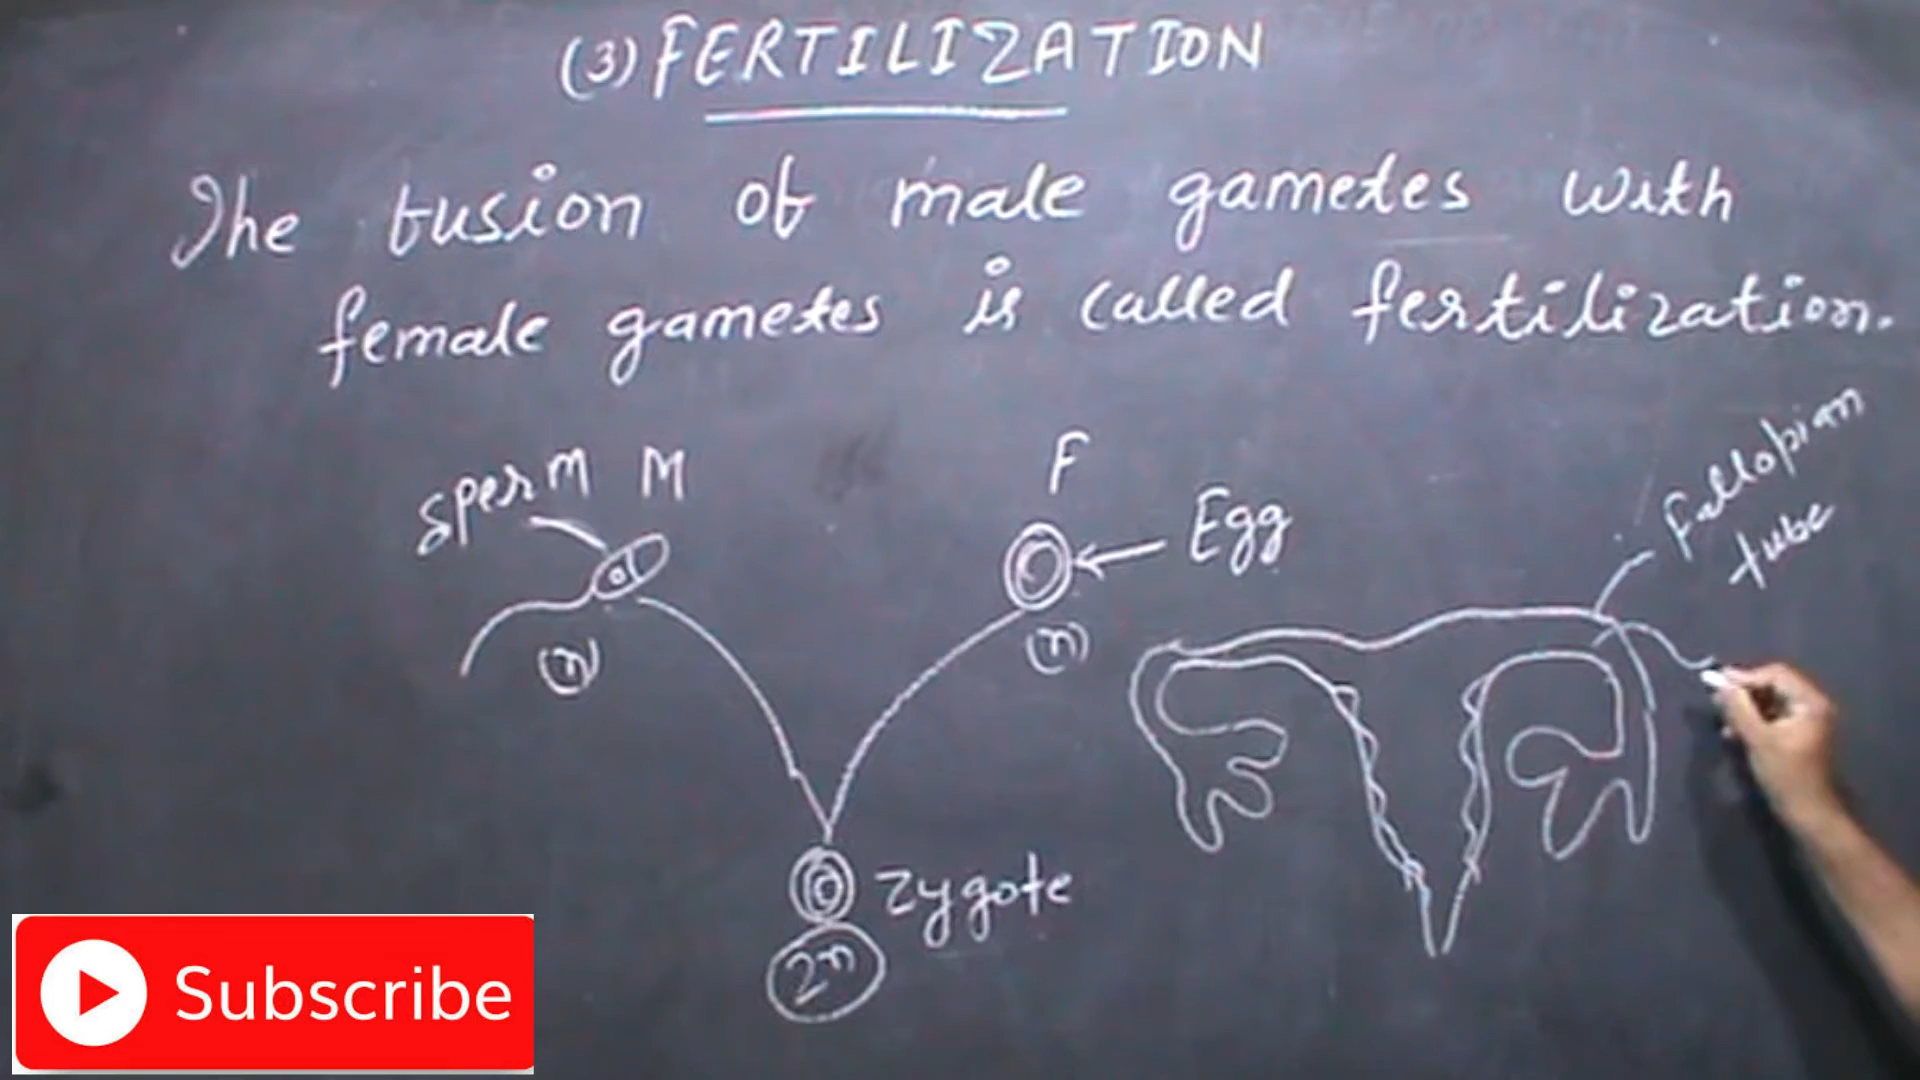 (3) FERTILIZATION
The fusion of male gametes with
female gametes is called fertilization.
sperm M
F
Egg
(n)
(n)
Fallopian
tube
zygote
2n
Subscribe